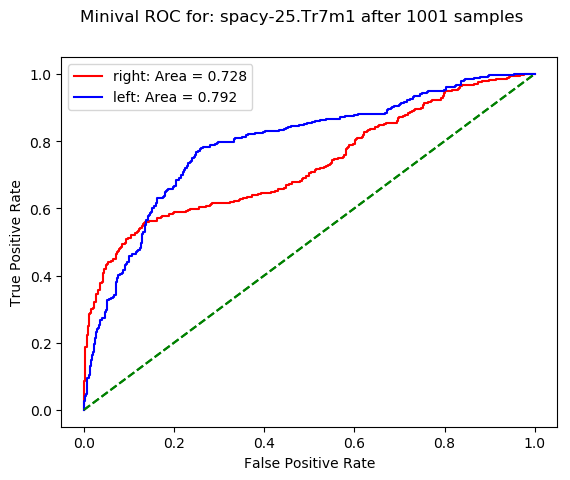 Minival ROC for: spacy-25.Tr7m1 after 1001 samples
right: Area = 0.728
left: Area = 0.792
1.0
0.8
0.6
0.4
0.2
0.0
True Positive Rate
0.0 0.2 0.4 0.6 0.8 1.0
False Positive Rate